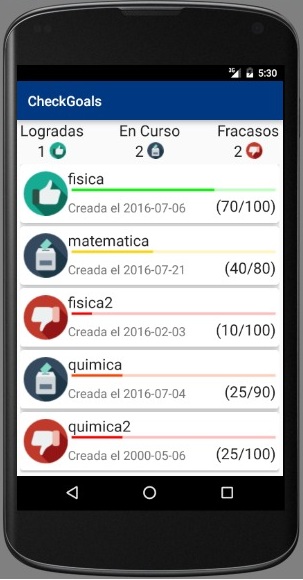 3G 5:30
CheckGoals
Logradas En Curso Fracasos
1 2 2
fisica
Creada el 2016-07-06 (70/100)
matematica
Creada el 2016-07-21 (40/80)
fisica2
Creada el 2016-02-03 (10/100)
quimica
Creada el 2016-07-04 (25/90)
quimica2
Creada el 2000-05-06 (25/100)